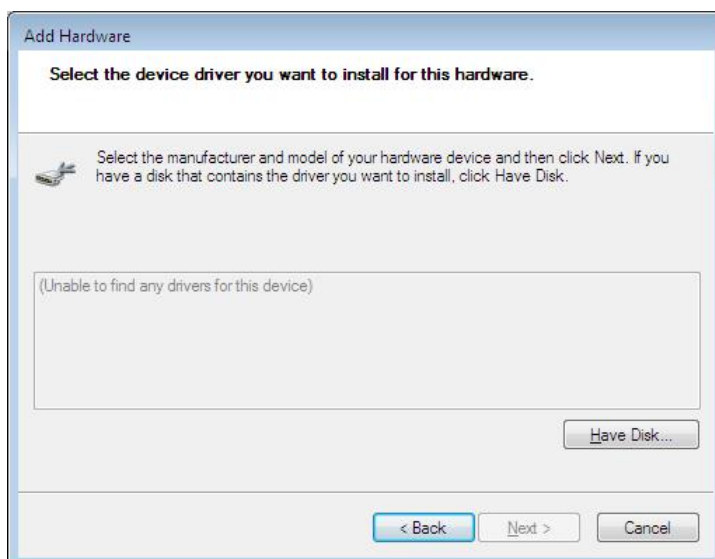 Add Hardware
Select the device driver you want to install for this hardware.
Select the manufacturer and model of your hardware device and then click Next. If you
have a disk that contains the driver you want to install, click Have Disk.
(Unable to find any drivers for this device)
Have Disk...
< Back Next > Cancel